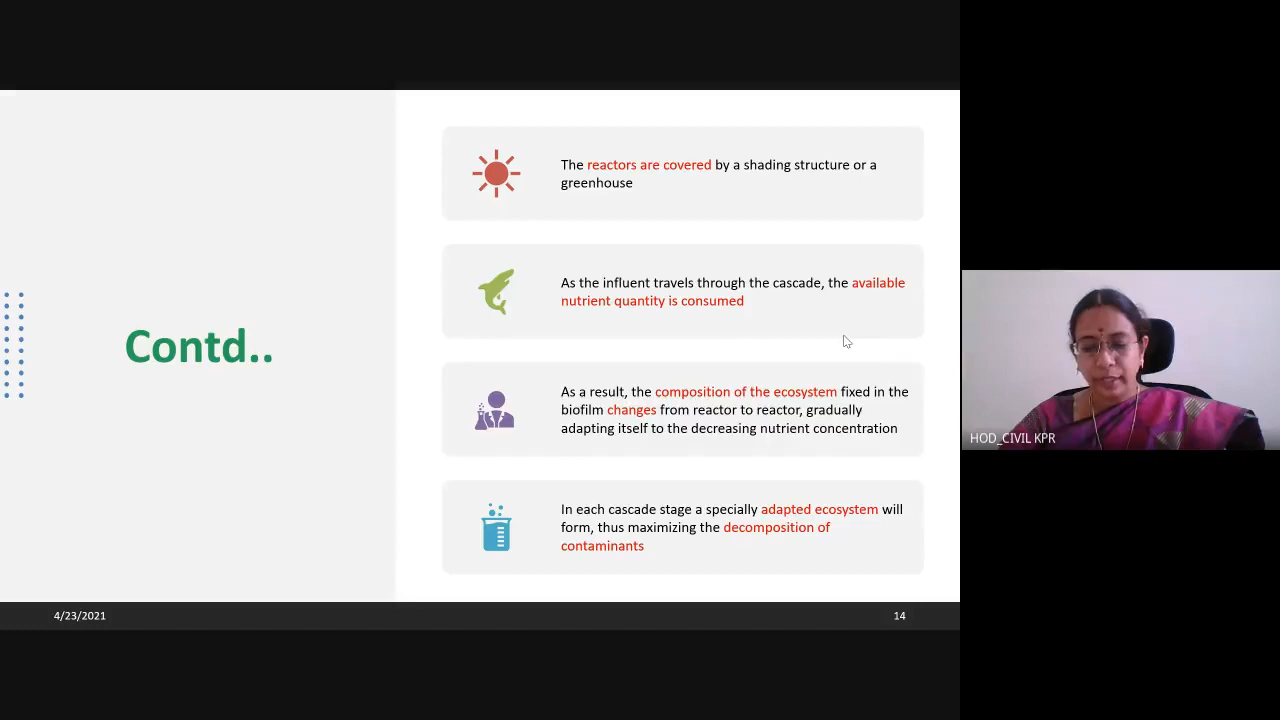 The reactors are covered by a shading structure or a
greenhouse
As the influent travels through the cascade, the available
nutrient quantity is consumed
Contd..
As a result, the composition of the ecosystem fixed in the
biofilm changes from reactor to reactor, gradually
adapting itself to the decreasing nutrient concentration
In each cascade stage a specially adapted ecosystem will
form, thus maximizing the decomposition of
contaminants
4/23/2021
14
HOD_CIVIL KPR